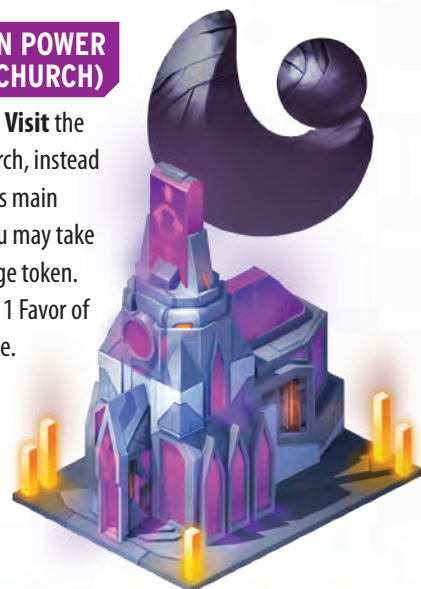 N POWER
CHURCH)
Visit the
rch, instead
s main
u may take
ge token.
1 Favor of
e.